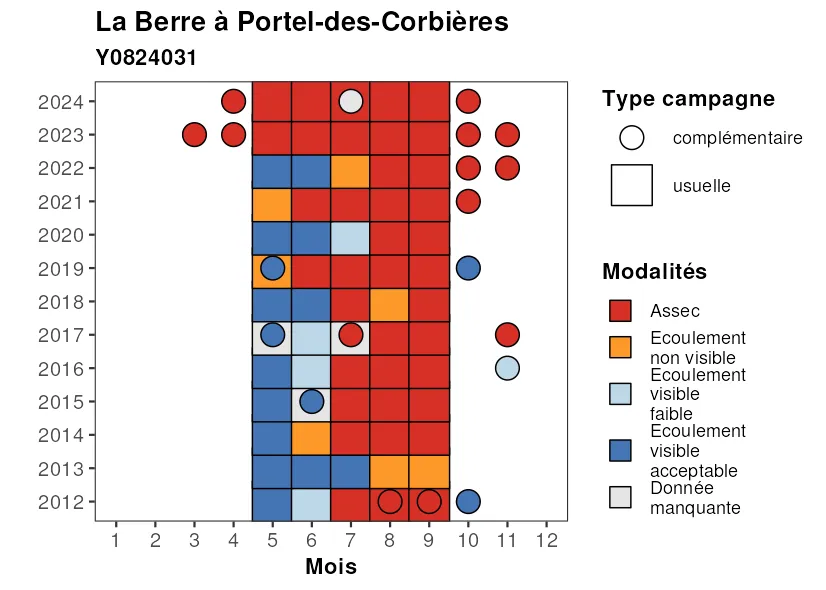 La Berre à Portel-des-Corbières
Y0824031
2024
2023
2022
2021
2020
2019
2018
2017
2016
2015
2014
2013
2012
1 2 3 4 5 6 7 8 9 10 11 12
Mois
Type campagne
complémentaire
usuelle
Modalités
Assec
Ecoulement
non visible
Ecoulement
visible
faible
Ecoulement
visible
acceptable
Donnée
manquante